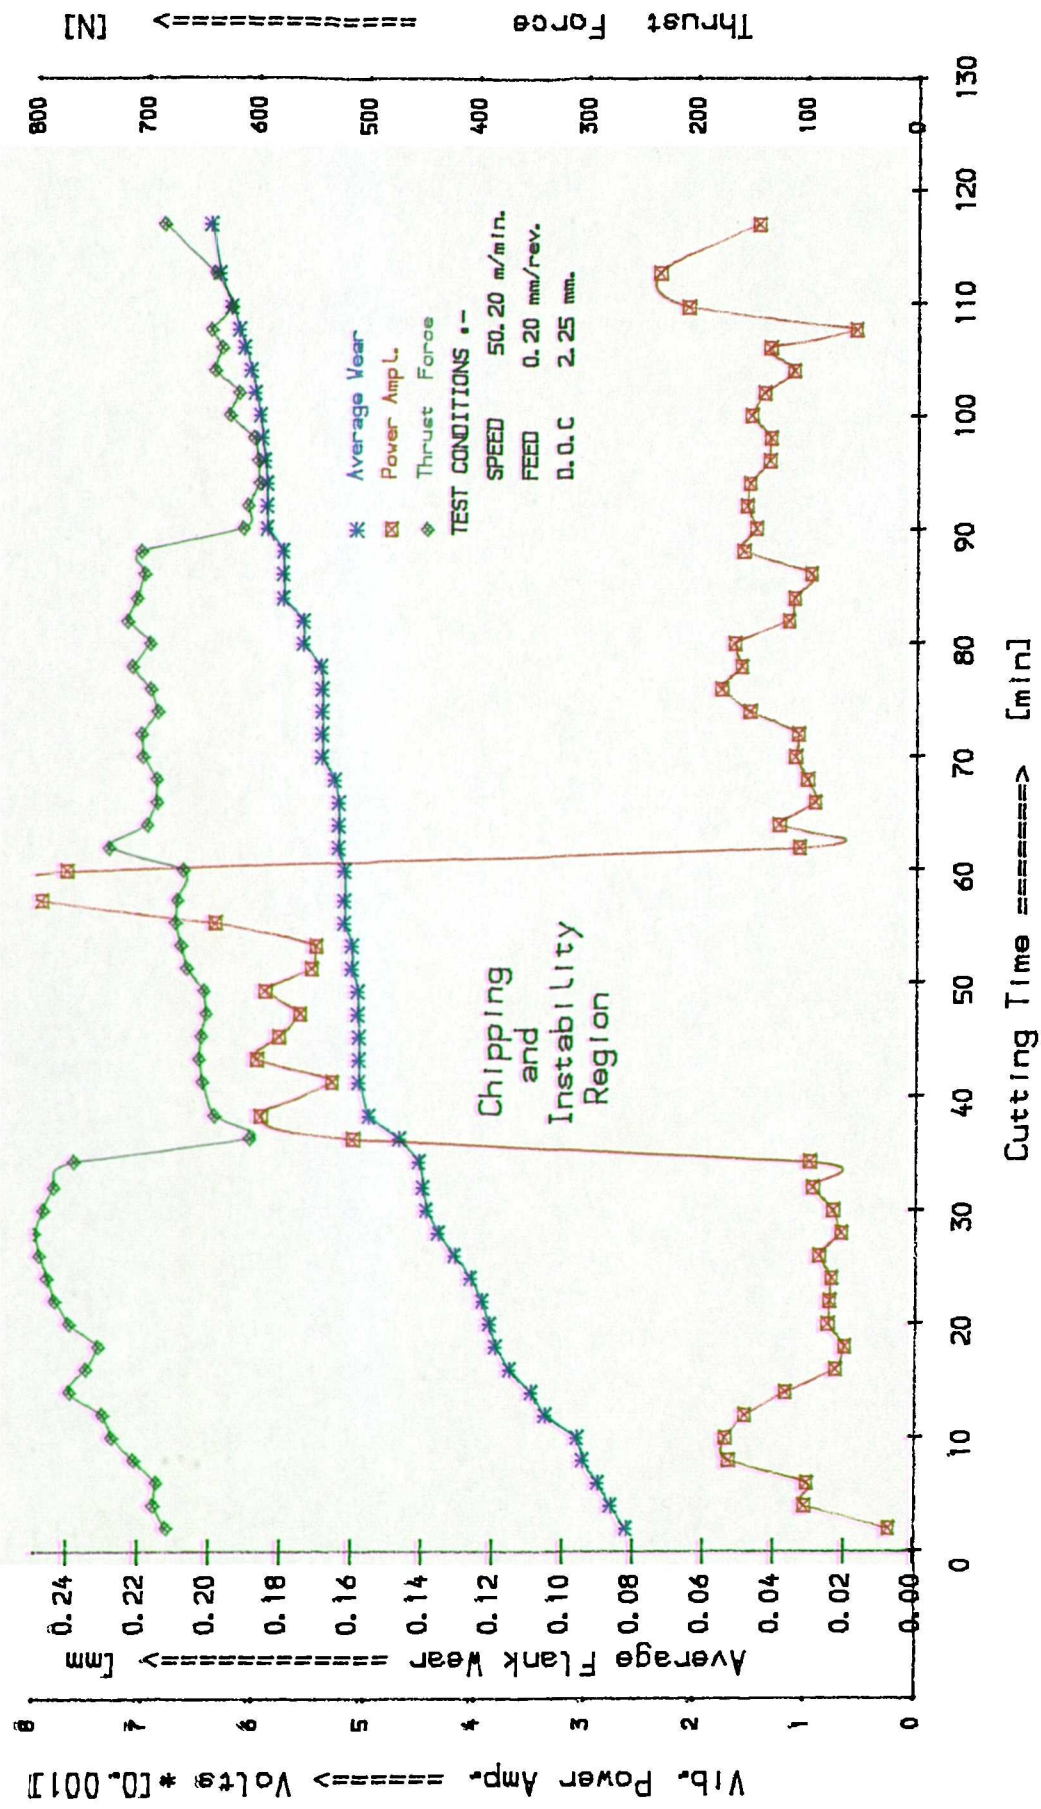 Vib. Power Amp. =====> Volts *[0.001]
8
7
6
5
4
3
2
1
0
Average Flank Wear ============> [mm
0.24
0.22
0.20
0.18
0.16
0.14
0.12
0.10
0.08
0.06
0.04
0.02
0.00
Average Wear
Power Ampl.
Thrust Force
TEST CONDITIONS :-
SPEED 50.20 m/min.
FEED 0.20 mm/rev.
D.O.C 2.25 mm.
Chipping
and
Instability
Region
800
700
600
500
400
300
200
100
0
Thrust Force ============> [N]
0 10 20 30 40 50 60 70 80 90 100 110 120 130
Cutting Time =======> [min]